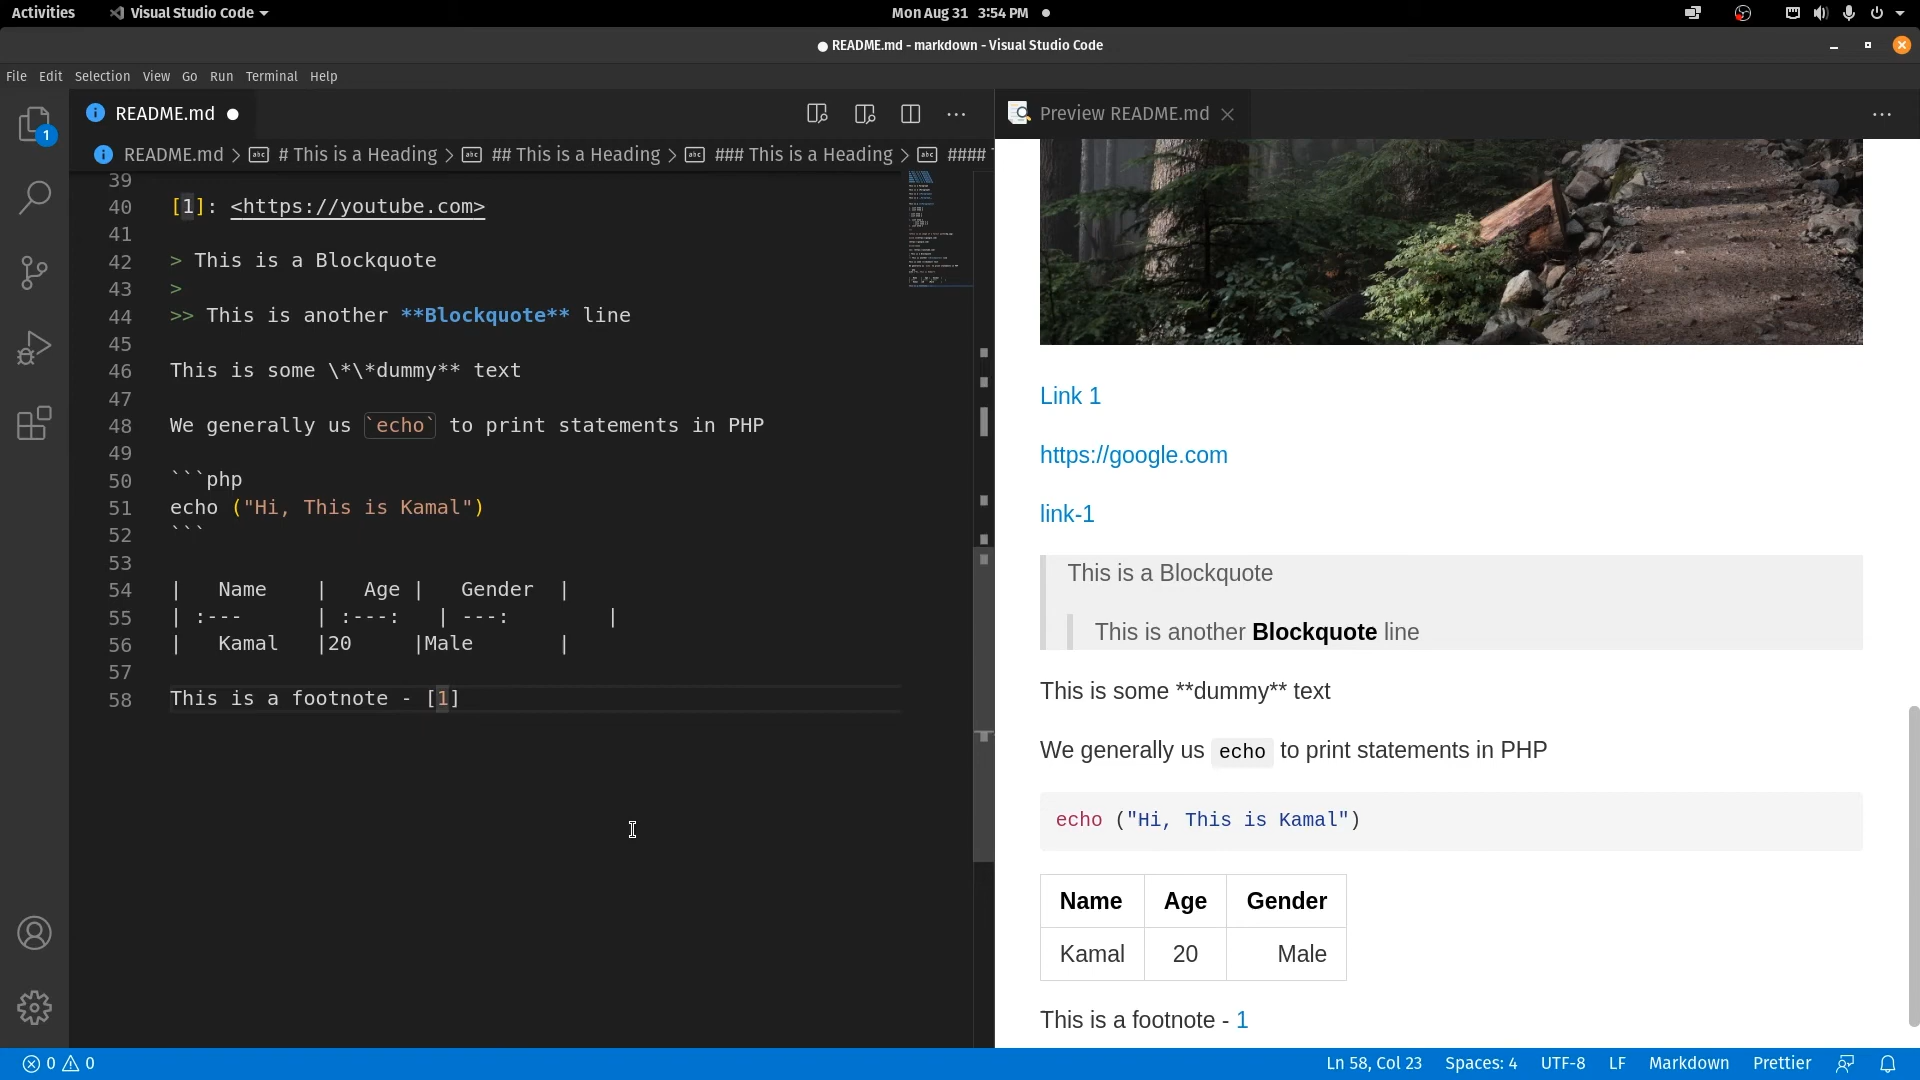 Activities
Visual Studio Code
Mon Aug 31 3:54 PM
● README.md - markdown - Visual Studio Code
File Edit Selection View Go Run Terminal Help
1
README.md
README.md > # This is a Heading > ## This is a Heading > ### This is a Heading > ####
39
40 [1]: <https://youtube.com>
41
42 > This is a Blockquote
43 >
44 >> This is another **Blockquote** line
45
46 This is some \*\*dummy** text
47
48 We generally us `echo` to print statements in PHP
49
50 ```php
51 echo ("Hi, This is Kamal")
52 ```
53
54 | Name | Age | Gender |
55 | :--- | :---: | ---: |
56 | Kamal |20 |Male |
57
58 This is a footnote - [1]
Preview README.md
Link 1
https://google.com
link-1
This is a Blockquote
This is another Blockquote line
This is some **dummy** text
We generally us echo to print statements in PHP
echo ("Hi, This is Kamal")
Name Age Gender
Kamal 20 Male
This is a footnote - 1
0 0
Ln 58, Col 23 Spaces: 4 UTF-8 LF Markdown Prettier